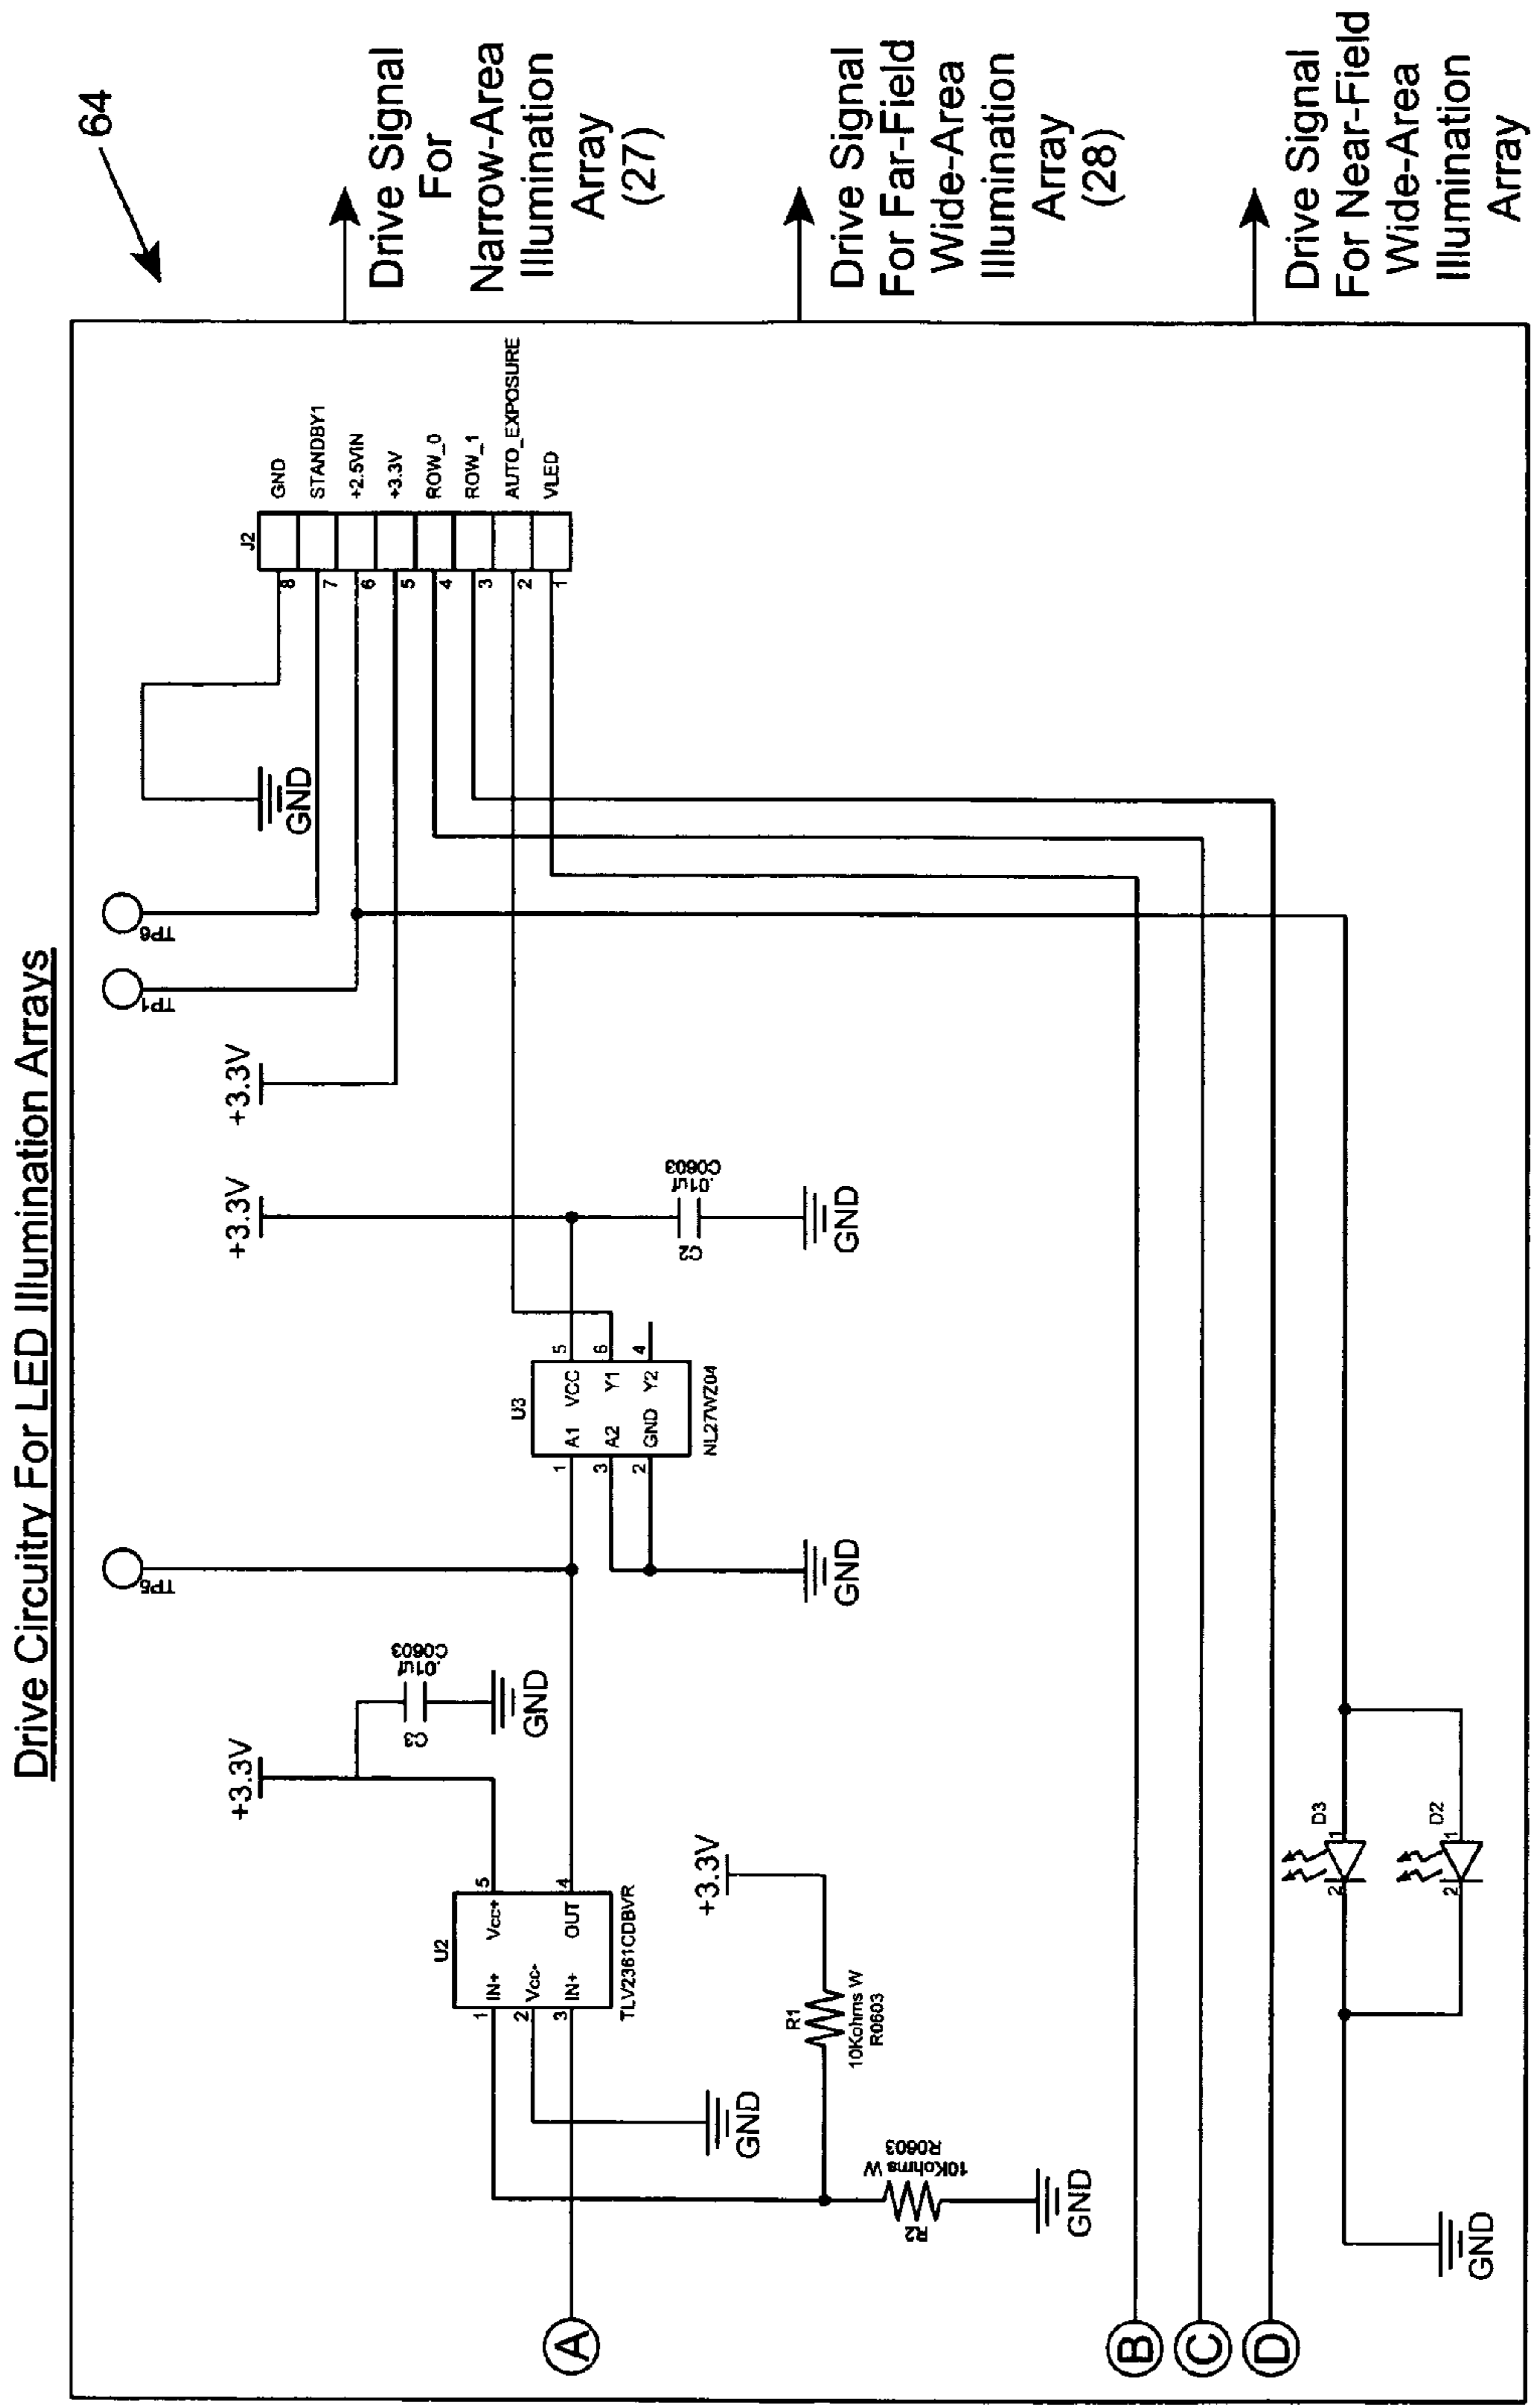 Drive Circuitry For LED Illumination Arrays
64
Drive Signal
For
Narrow-Area
Illumination
Array
(27)
Drive Signal
For Far-Field
Wide-Area
Illumination
Array
(28)
Drive Signal
For Near-Field
Wide-Area
Illumination
Array
J2
8 GND
7 STANDBY1
6 +2.5VIN
5 +3.3V
4 ROW_0
3 ROW_1
2 AUTO_EXPOSURE
1 VLED
GND
TP6
TP1
+3.3V
+3.3V
C2
.01uf
C0603
GND
U3
1 A1 VCC 5
3 A2 Y1 6
2 GND Y2 4
NL27WZ04
GND
TP5
+3.3V
C3
.01uf
C0603
GND
U2
1 IN+ Vcc+ 5
2 Vcc-
3 IN+ OUT 4
TLV2361CDBVR
GND
+3.3V
R1
10Kohms W
R0603
R2
10Kohms W
R0603
GND
A
B
C
D
D3
2 1
D2
2 1
GND